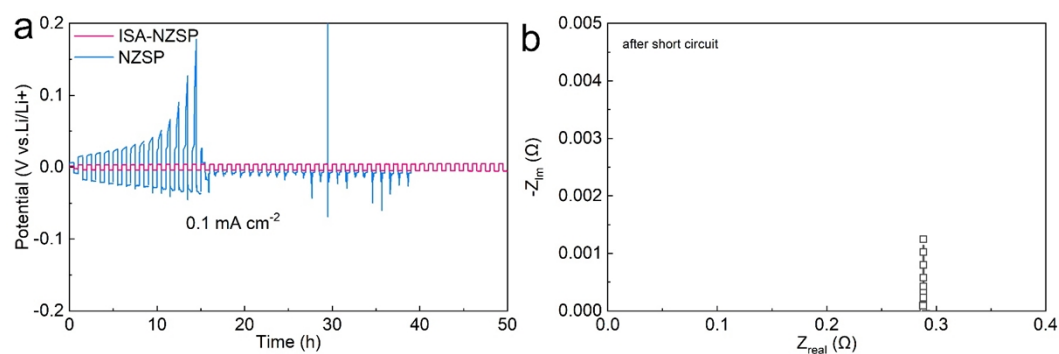 a
ISA-NZSP
NZSP
0.1 mA cm-2
Potential (V vs.Li/Li+)
0.2
0.1
0.0
-0.1
-0.2
0 10 20 30 40 50
Time (h)
b
after short circuit
-ZIm (Ω)
0.005
0.004
0.003
0.002
0.001
0.000
0.0 0.1 0.2 0.3 0.4
Zreal (Ω)